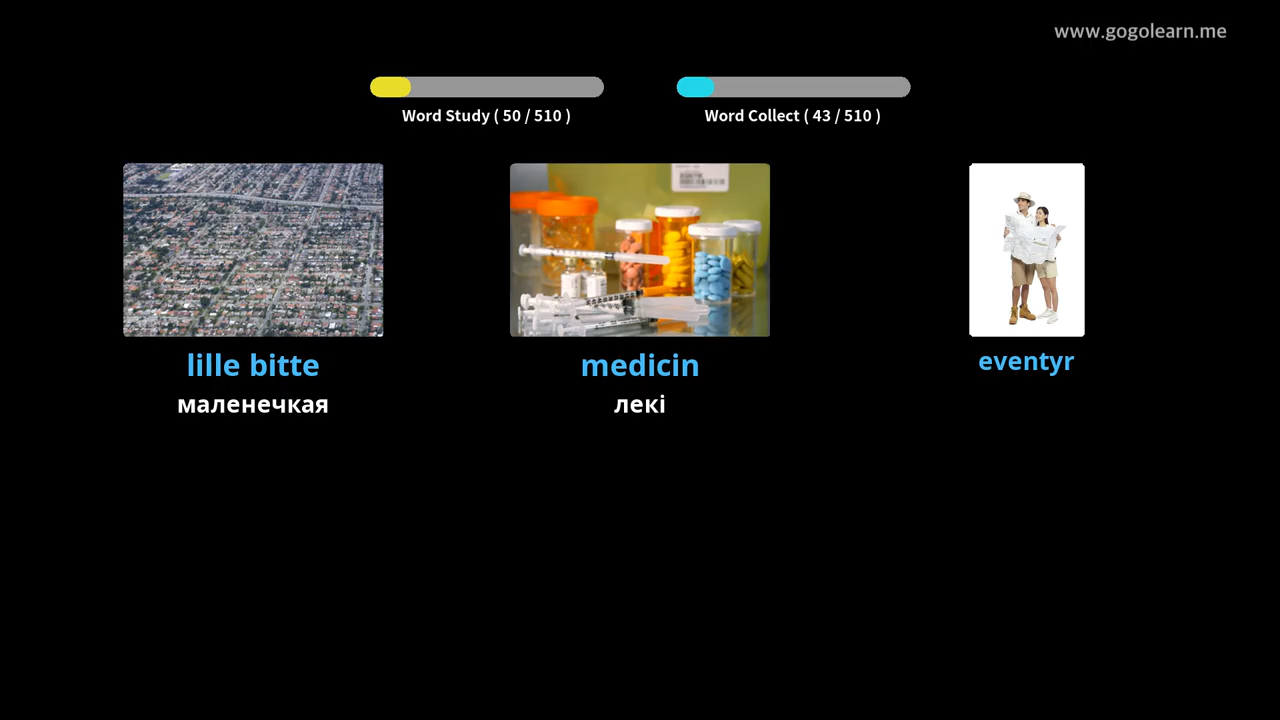 www.gogolearn.me
Word Study ( 50 / 510 )
Word Collect ( 43 / 510 )
lille bitte
маленечкая
medicin
лекі
eventyr